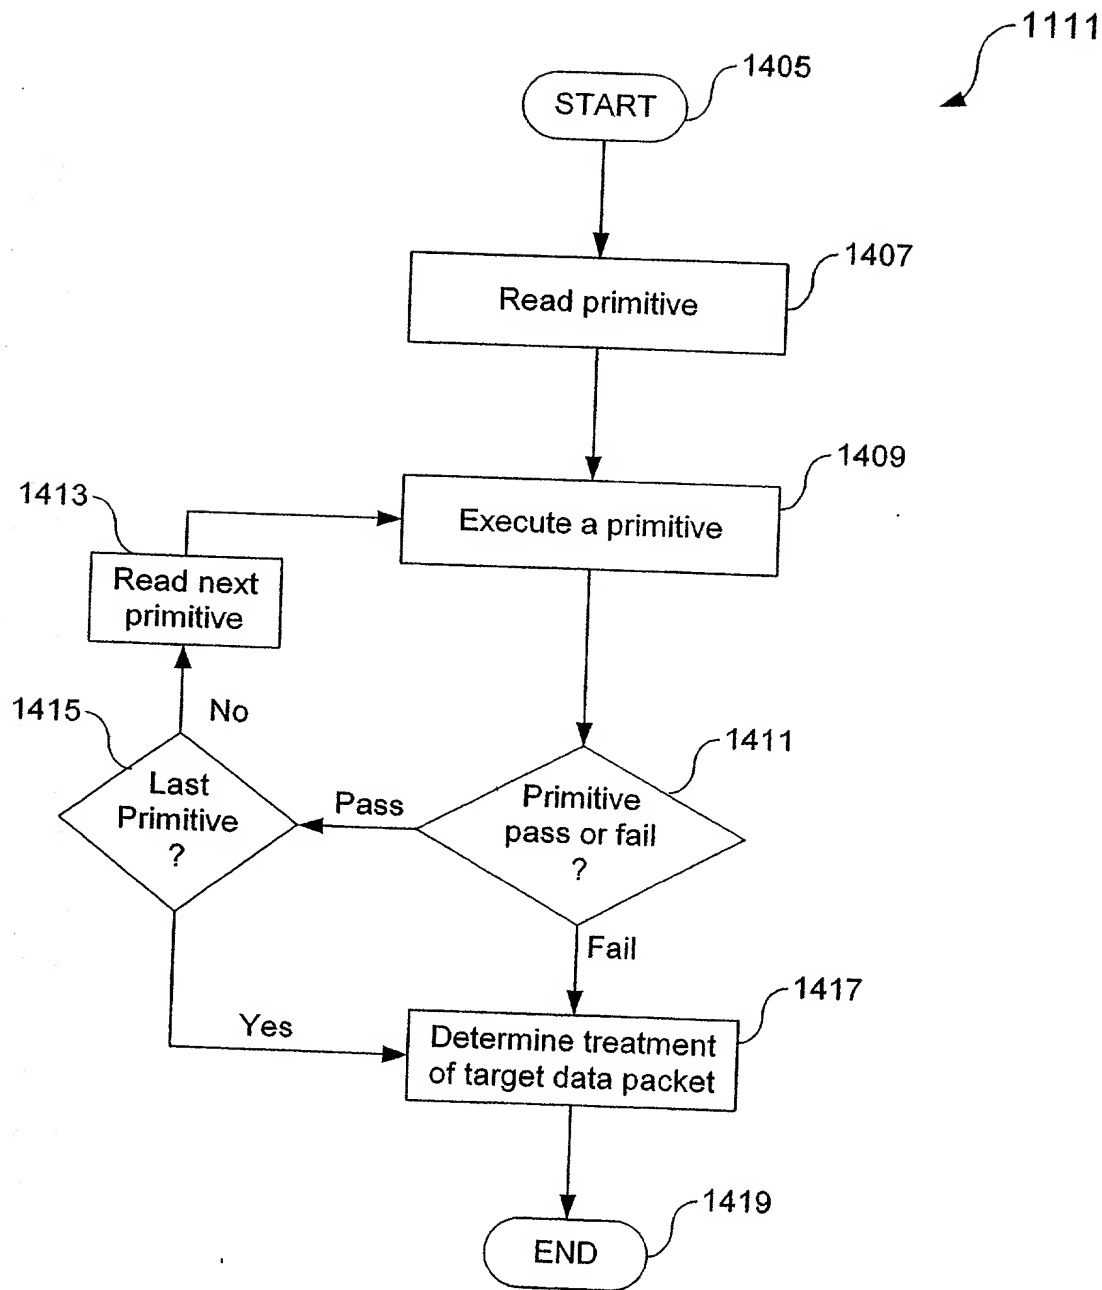 1111
1405
START
1407
Read primitive
1409
Execute a primitive
1413
Read next
primitive
1415
No
Last
Primitive
?
Pass
1411
Primitive
pass or fail
?
Fail
Yes
1417
Determine treatment
of target data packet
1419
END